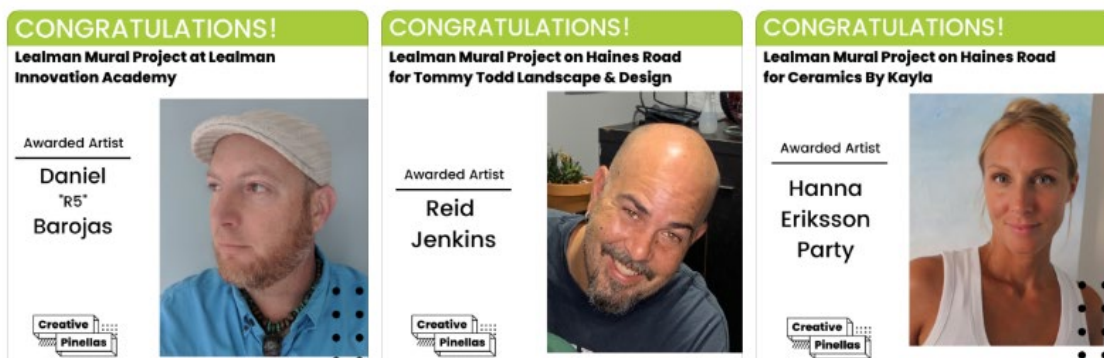 CONGRATULATIONS!
Lealman Mural Project at Lealman
Innovation Academy
Awarded Artist
Daniel
"R5"
Barojas
Creative
Pinellas
CONGRATULATIONS!
Lealman Mural Project on Haines Road
for Tommy Todd Landscape & Design
Awarded Artist
Reid
Jenkins
Creative
Pinellas
CONGRATULATIONS!
Lealman Mural Project on Haines Road
for Ceramics By Kayla
Awarded Artist
Hanna
Eriksson
Party
Creative
Pinellas